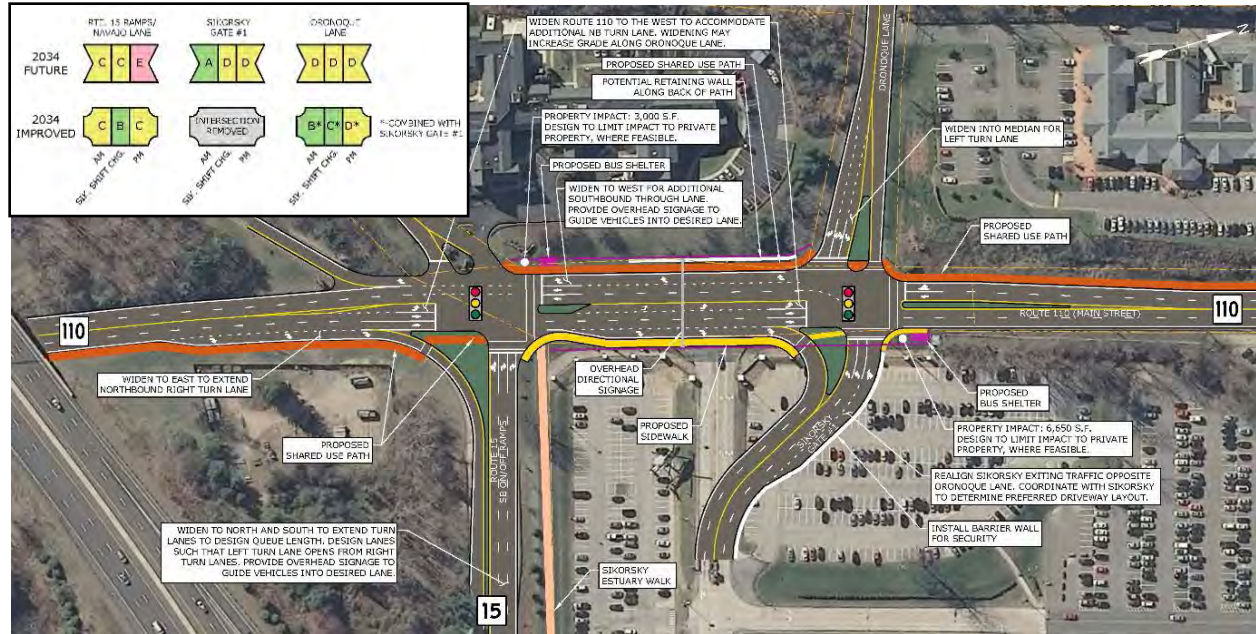 RTE. 15 RAMPS/
NAVAJO LANE
SIKORSKY
GATE #1
ORONOQUE
LANE
2034
FUTURE
C C E
A D D
D D D
2034
IMPROVED
C B C
INTERSECTION
REMOVED
B* C* D*
*-COMBINED WITH
SIKORSKY GATE #1
AM
SIK. SHIFT CHG.
PM
AM
SIK. SHIFT CHG.
PM
AM
SIK. SHIFT CHG.
PM
WIDEN ROUTE 110 TO THE WEST TO ACCOMMODATE
ADDITIONAL NB TURN LANE. WIDENING MAY
INCREASE GRADE ALONG ORONOQUE LANE.
PROPOSED SHARED USE PATH
POTENTIAL RETAINING WALL
ALONG BACK OF PATH
PROPERTY IMPACT: 3,000 S.F.
DESIGN TO LIMIT IMPACT TO PRIVATE
PROPERTY, WHERE FEASIBLE.
PROPOSED BUS SHELTER
WIDEN TO WEST FOR ADDITIONAL
SOUTHBOUND THROUGH LANE.
PROVIDE OVERHEAD SIGNAGE TO
GUIDE VEHICLES INTO DESIRED LANE.
ORONOQUE LANE
N
WIDEN INTO MEDIAN FOR
LEFT TURN LANE
PROPOSED
SHARED USE PATH
110
110
ROUTE 110 (MAIN STREET)
WIDEN TO EAST TO EXTEND
NORTHBOUND RIGHT TURN LANE
PROPOSED
SHARED USE PATH
ROUTE 15
SB ON/OFF RAMPS
OVERHEAD
DIRECTIONAL
SIGNAGE
PROPOSED
SIDEWALK
SIKORSKY
GATE #1
PROPOSED
BUS SHELTER
PROPERTY IMPACT: 6,650 S.F.
DESIGN TO LIMIT IMPACT TO PRIVATE
PROPERTY, WHERE FEASIBLE.
REALIGN SIKORSKY EXITING TRAFFIC OPPOSITE
ORONOQUE LANE. COORDINATE WITH SIKORSKY
TO DETERMINE PREFERRED DRIVEWAY LAYOUT.
INSTALL BARRIER WALL
FOR SECURITY
WIDEN TO NORTH AND SOUTH TO EXTEND TURN
LANES TO DESIGN QUEUE LENGTH. DESIGN LANES
SUCH THAT LEFT TURN LANE OPENS FROM RIGHT
TURN LANES. PROVIDE OVERHEAD SIGNAGE TO
GUIDE VEHICLES INTO DESIRED LANE.
SIKORSKY
ESTUARY WALK
15